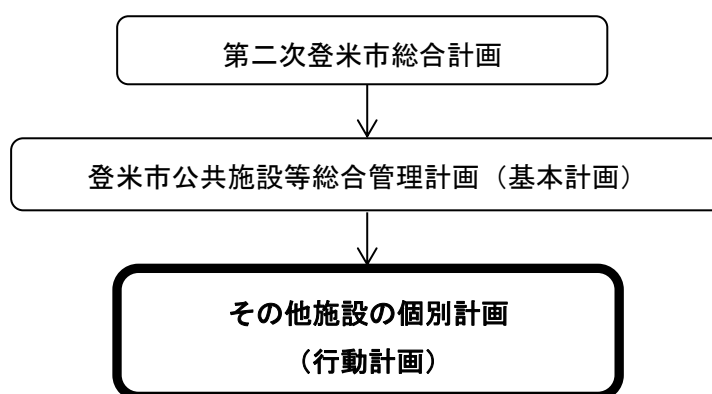 第二次登米市総合計画
登米市公共施設等総合管理計画（基本計画）
その他施設の個別計画
（行動計画）